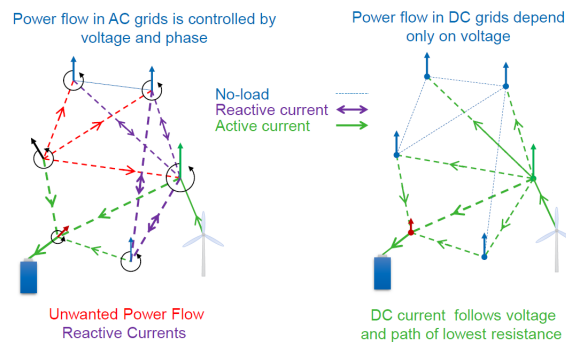 Power flow in AC grids is controlled by
voltage and phase
Power flow in DC grids depend
only on voltage
No-load
Reactive current
Active current
Unwanted Power Flow
Reactive Currents
DC current follows voltage
and path of lowest resistance